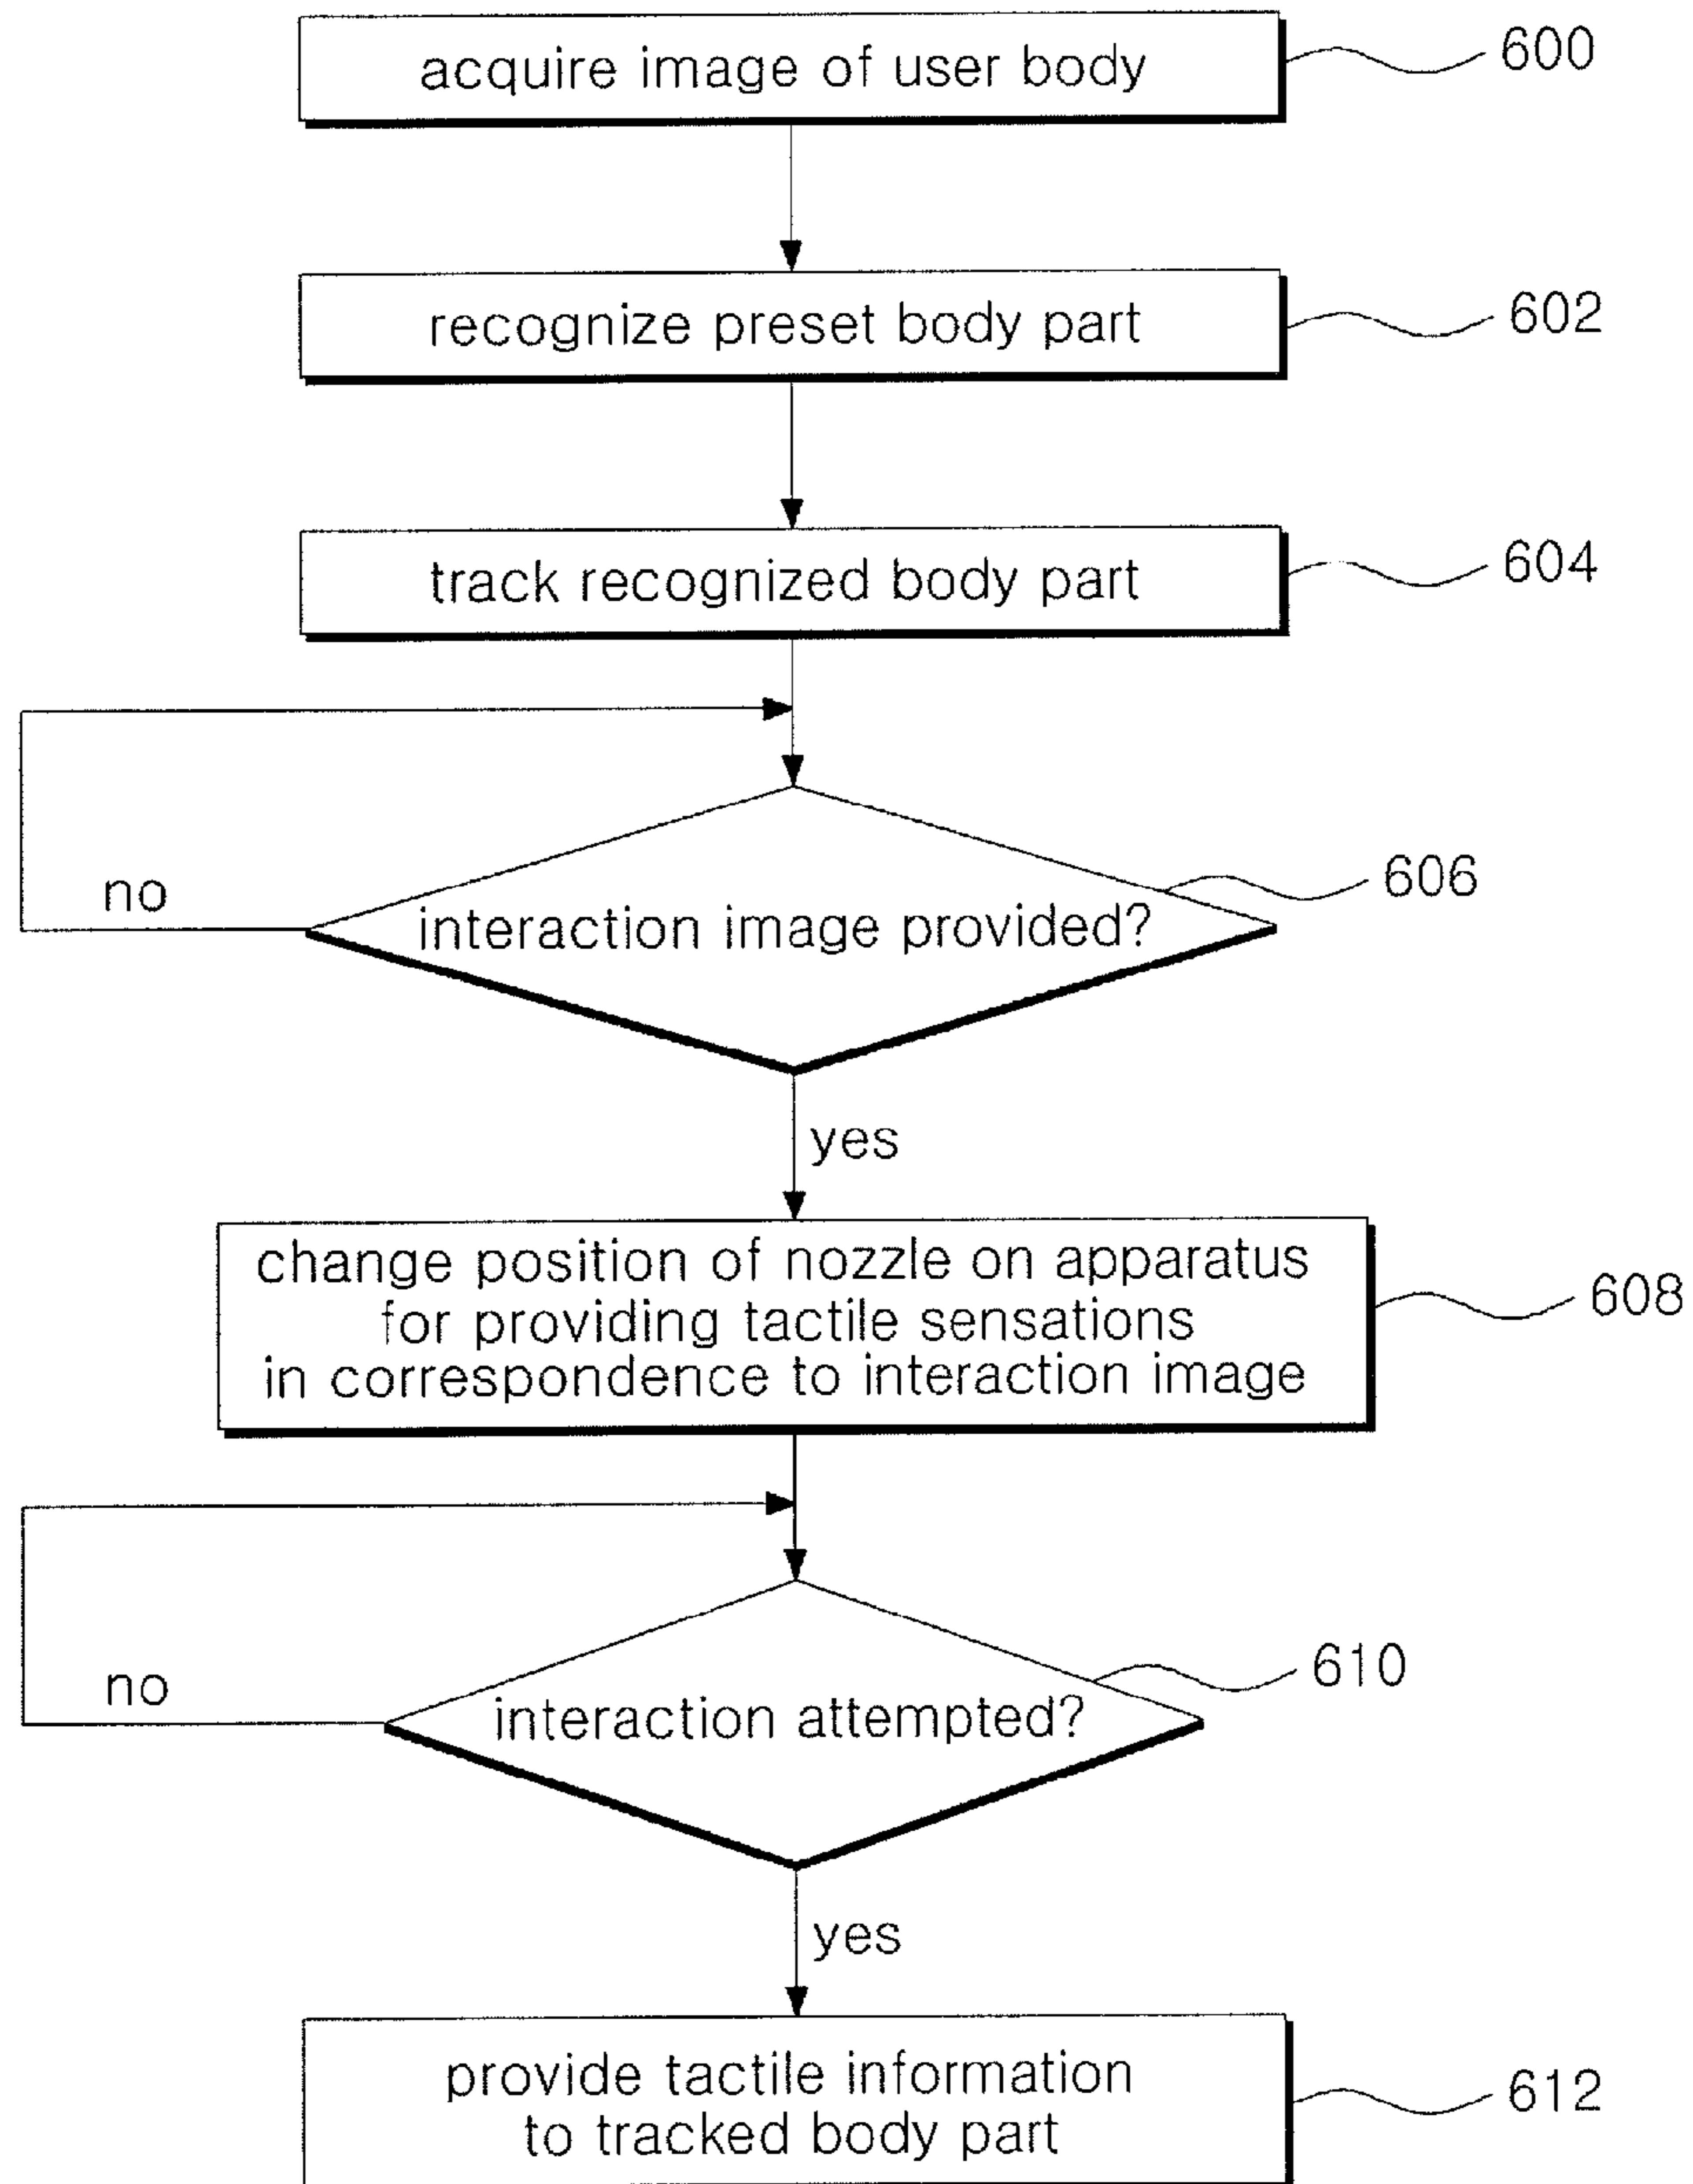 acquire image of user body
600
recognize preset body part
602
track recognized body part
604
606
no
interaction image provided?
yes
change position of nozzle on apparatus
for providing tactile sensations
in correspondence to interaction image
608
610
no
interaction attempted?
yes
provide tactile information
to tracked body part
612